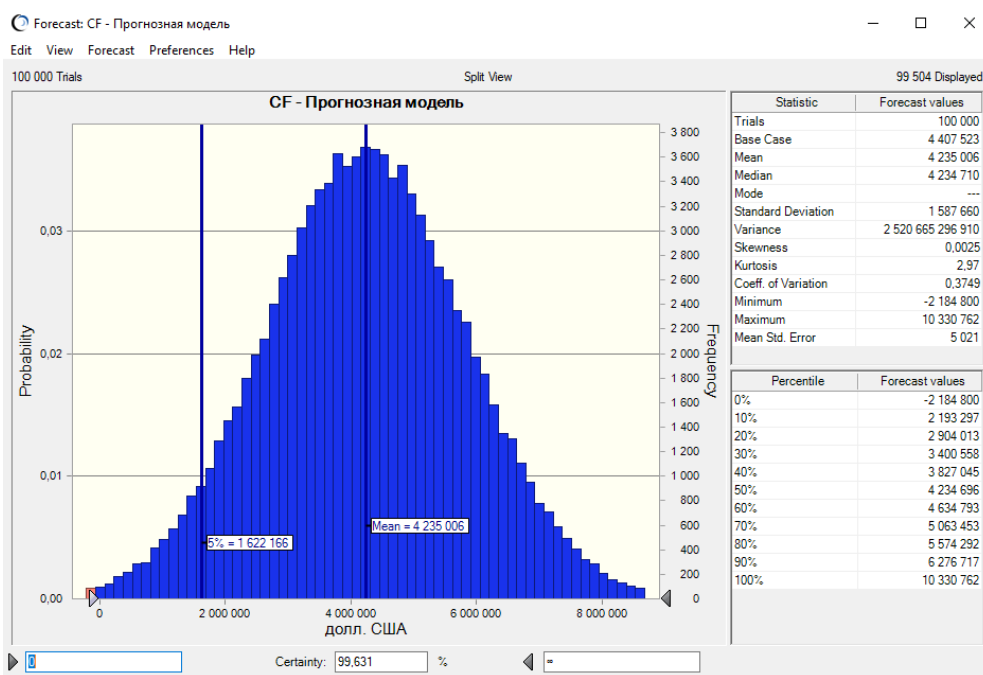 Forecast: CF - Прогнозная модель
Edit View Forecast Preferences Help
100 000 Trials Split View 99 504 Displayed
CF - Прогнозная модель
Probability
0,03
0,02
0,01
0,00
3 800
3 600
3 400
3 200
3 000
2 800
2 600
2 400
2 200
2 000
1 800
1 600
1 400
1 200
1 000
800
600
400
200
0
Frequency
Mean = 4 235 006
5% = 1 622 166
0 2 000 000 4 000 000 6 000 000 8 000 000
долл. США
Statistic Forecast values
Trials 100 000
Base Case 4 407 523
Mean 4 235 006
Median 4 234 710
Mode ---
Standard Deviation 1 587 660
Variance 2 520 665 296 910
Skewness 0,0025
Kurtosis 2,97
Coeff. of Variation 0,3749
Minimum -2 184 800
Maximum 10 330 762
Mean Std. Error 5 021
Percentile Forecast values
0% -2 184 800
10% 2 193 297
20% 2 904 013
30% 3 400 558
40% 3 827 045
50% 4 234 696
60% 4 634 793
70% 5 063 453
80% 5 574 292
90% 6 276 717
100% 10 330 762
0 Certainty: 99,631 % ∞